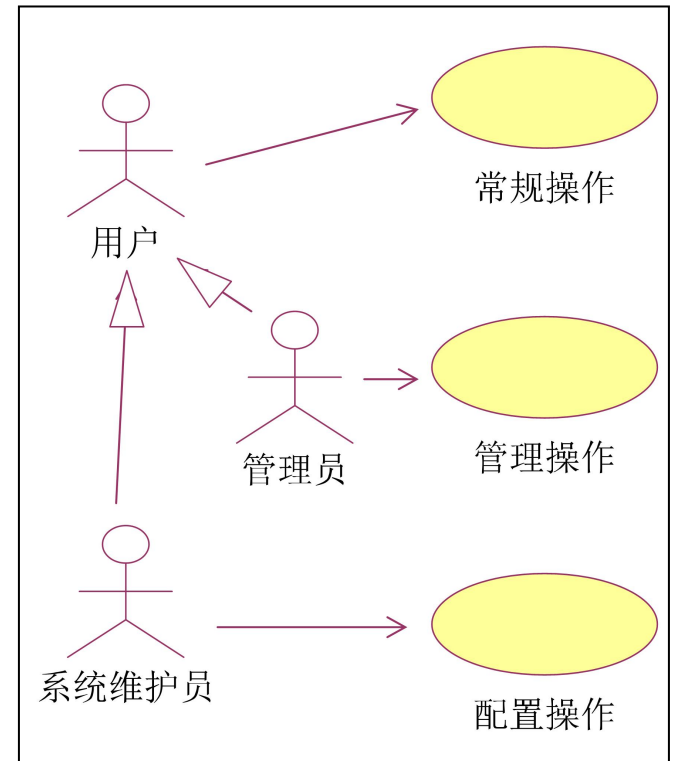 常规操作
用户
管理操作
管理员
系统维护员
配置操作